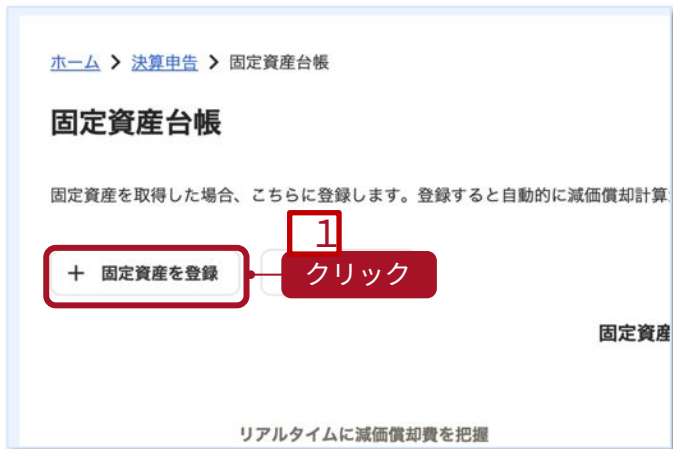 ホーム > 決算申告 > 固定資産台帳
固定資産台帳
固定資産を取得した場合、こちらに登録します。登録すると自動的に減価償却計算
1
+ 固定資産を登録
クリック
固定資産
リアルタイムに減価償却費を把握